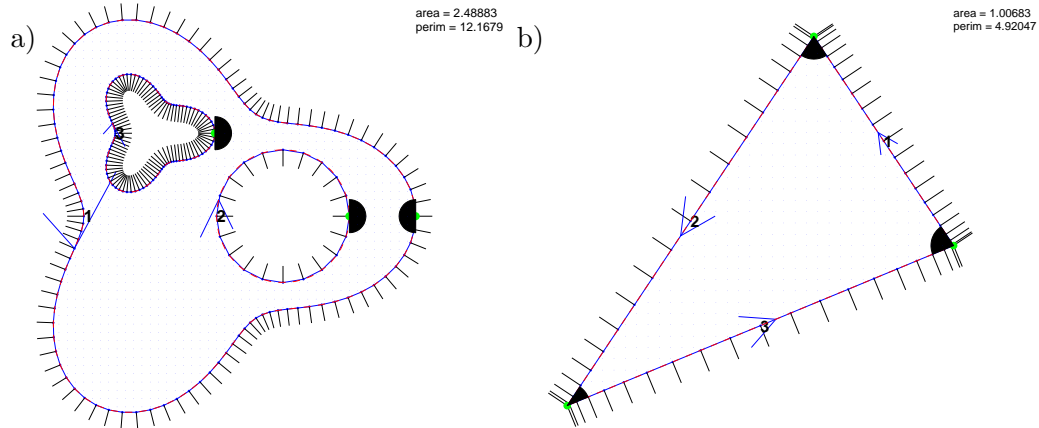 a)
area = 2.48883
perim = 12.1679
3
1
2
b)
area = 1.00683
perim = 4.92047
1
2
3